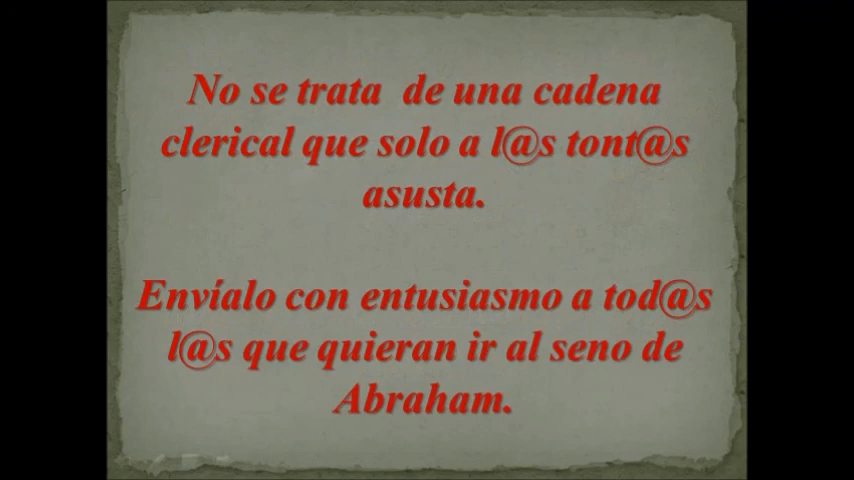 No se trata  de una cadena
clerical que solo a l@s tont@s
asusta.
Envíalo con entusiasmo a tod@s
l@s que quieran ir al seno de
Abraham.